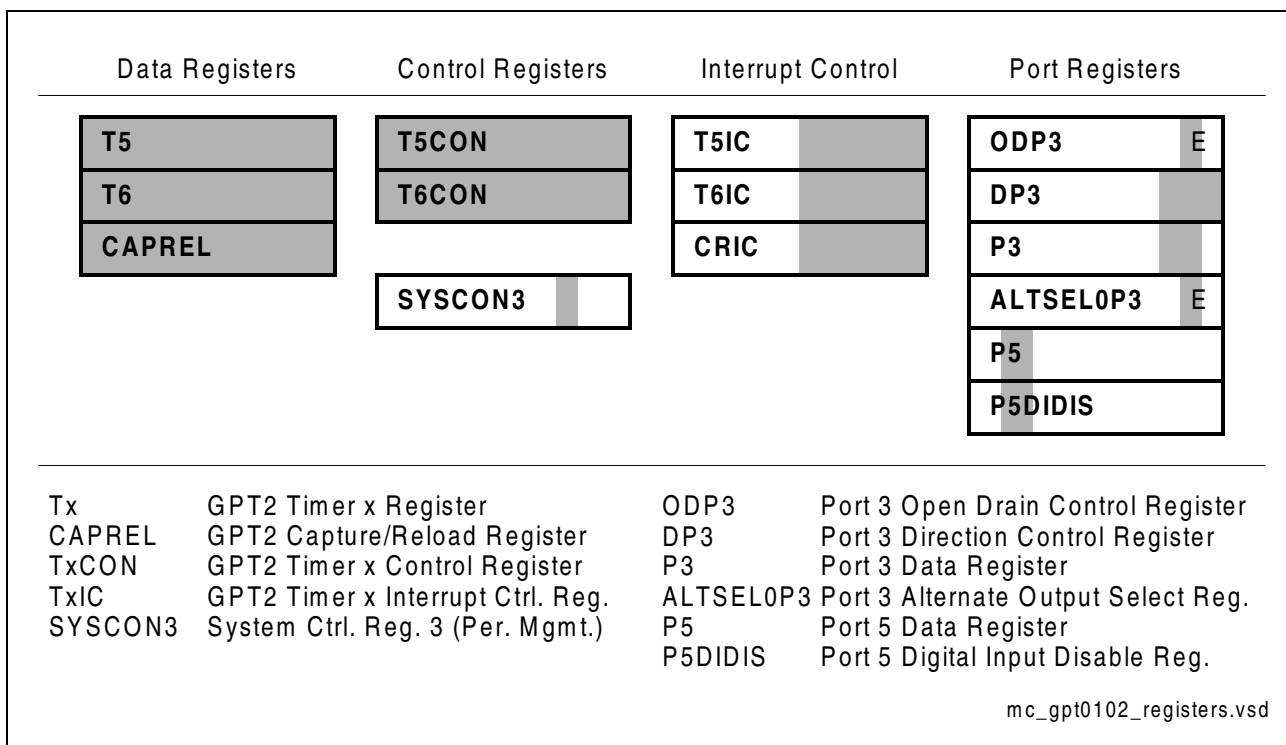 Data Registers Control Registers Interrupt Control Port Registers
T5 T5CON T5IC ODP3 E
T6 T6CON T6IC DP3
CAPREL CRIC P3
SYSCON3 ALTSEL0P3 E
P5
P5DIDIS
Tx GPT2 Timer x Register ODP3 Port 3 Open Drain Control Register
CAPREL GPT2 Capture/Reload Register DP3 Port 3 Direction Control Register
TxCON GPT2 Timer x Control Register P3 Port 3 Data Register
TxIC GPT2 Timer x Interrupt Ctrl. Reg. ALTSEL0P3 Port 3 Alternate Output Select Reg.
SYSCON3 System Ctrl. Reg. 3 (Per. Mgmt.) P5 Port 5 Data Register
P5DIDIS Port 5 Digital Input Disable Reg.
mc_gpt0102_registers.vsd